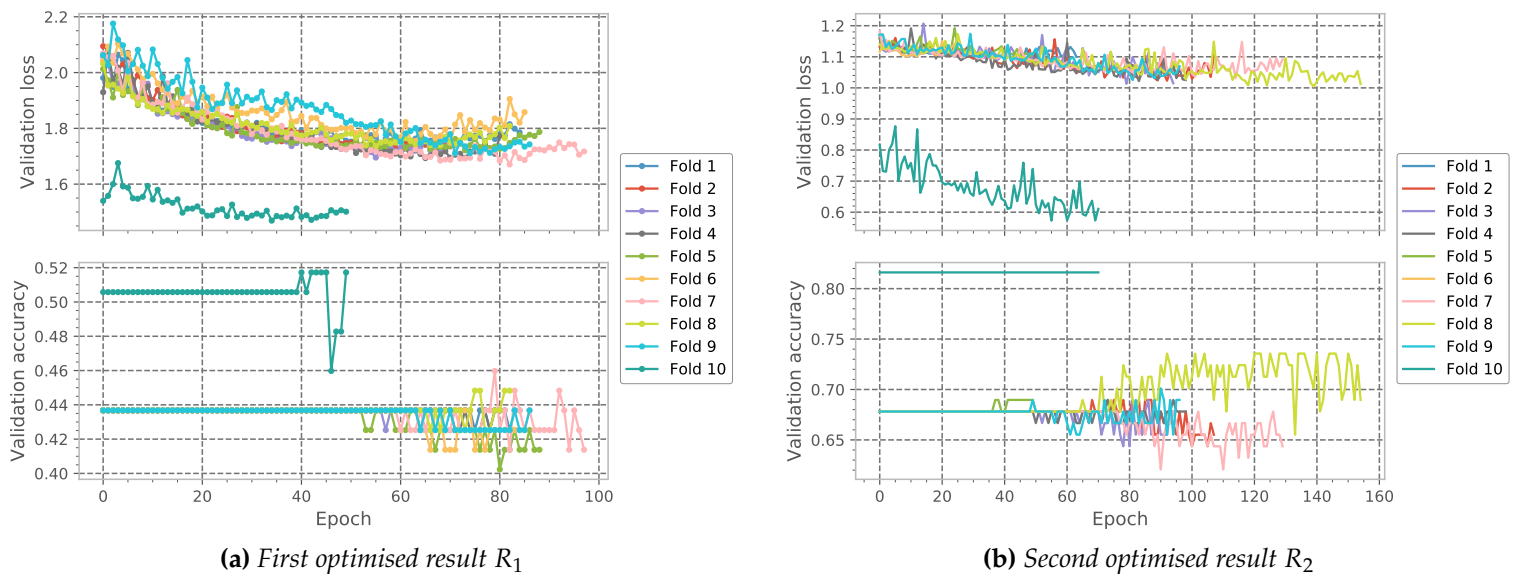 2.2
2.0
1.8
1.6
Validation loss
0.52
0.50
0.48
0.46
0.44
0.42
0.40
Validation accuracy
0 20 40 60 80 100
Epoch
Fold 1
Fold 2
Fold 3
Fold 4
Fold 5
Fold 6
Fold 7
Fold 8
Fold 9
Fold 10
(a) First optimised result R1
1.2
1.1
1.0
0.9
0.8
0.7
0.6
Validation loss
0.80
0.75
0.70
0.65
Validation accuracy
0 20 40 60 80 100 120 140 160
Epoch
Fold 1
Fold 2
Fold 3
Fold 4
Fold 5
Fold 6
Fold 7
Fold 8
Fold 9
Fold 10
(b) Second optimised result R2